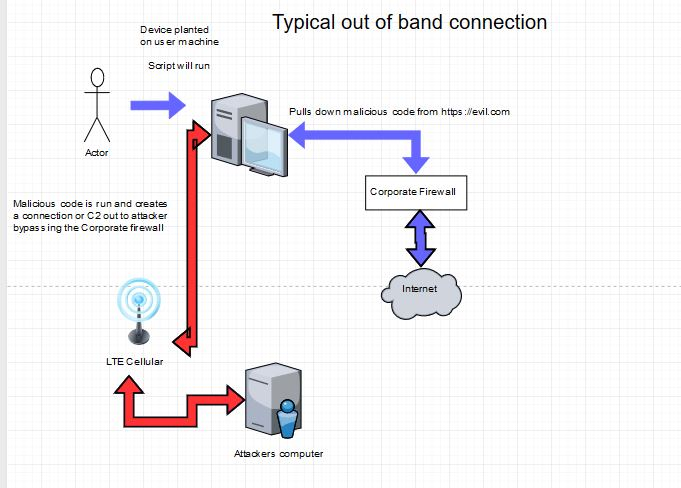 Typical out of band connection
Device planted
on user machine
Script will run
Pulls down malicious code from https://evil.com
Actor
Corporate Firewall
Malicious code is run and creates
a connection or C2 out to attacker
bypassing the Corporate firewall
Internet
LTE Cellular
Attackers computer